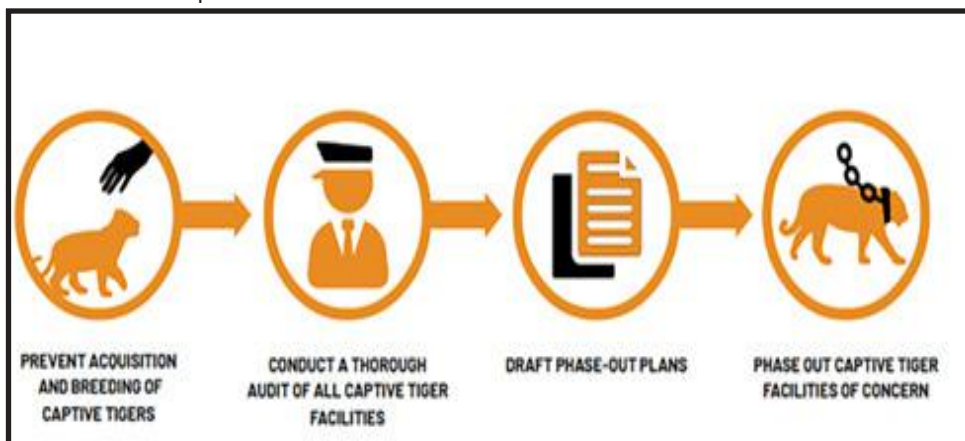 PREVENT ACQUISITION
AND BREEDING OF
CAPTIVE TIGERS
CONDUCT A THOROUGH
AUDIT OF ALL CAPTIVE TIGER
FACILITIES
DRAFT PHASE-OUT PLANS
PHASE OUT CAPTIVE TIGER
FACILITIES OF CONCERN